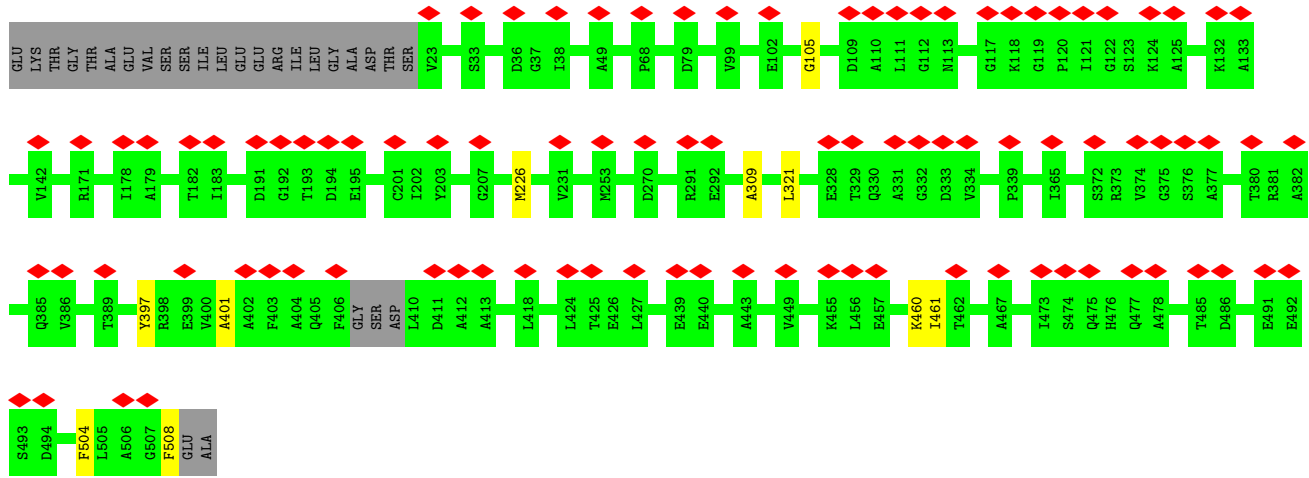 GLU LYS THR GLY THR ALA GLU VAL SER SER ILE LEU GLU GLU ARG ILE LEU GLY ALA ASP THR SER V23 S33 D36 G37 I38 A49 P68 D79 V99 E102 G105 D109 A110 L111 G112 N113 G117 K118 G119 P120 I121 G122 S123 K124 A125 K132 A133
V142 R171 I178 A179 T182 I183 D191 G192 T193 D194 E195 C201 I202 Y203 G207 M226 V231 M253 D270 R291 E292 A309 L321 E328 T329 Q330 A331 G332 D333 V334 P339 I365 S372 R373 V374 G375 S376 A377 T380 R381 A382
Q385 V386 T389 Y397 R398 E399 V400 A401 A402 F403 A404 Q405 F406 GLY SER ASP L410 D411 A412 A413 L418 L424 T425 E426 L427 E439 E440 A443 V449 K455 L456 E457 K460 I461 T462 A467 I473 S474 Q475 H476 Q477 A478 T485 D486 E491 E492
S493 D494 F504 L505 A506 G507 F508 GLU ALA